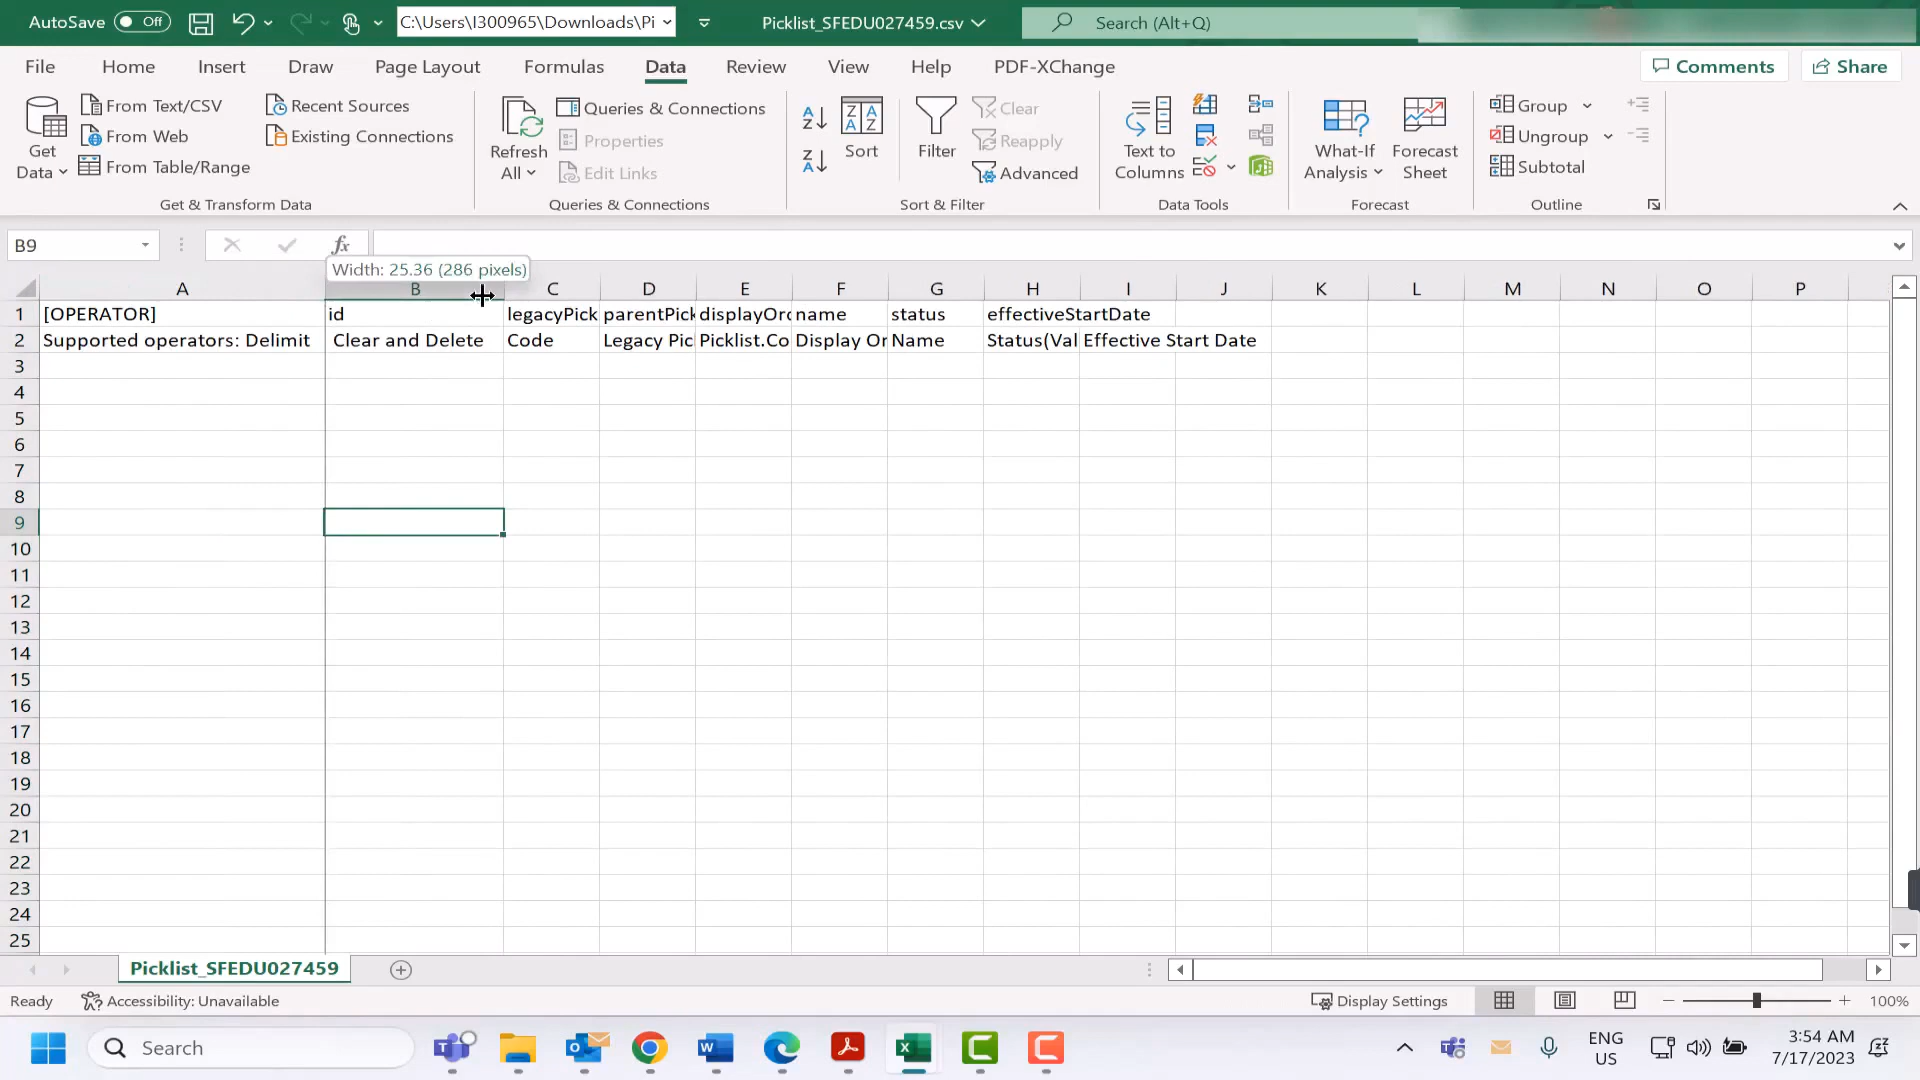 AutoSave Off C:\Users\I300965\Downloads\Pi Picklist_SFEDU027459.csv Search (Alt+Q)
File Home Insert Draw Page Layout Formulas Data Review View Help PDF-XChange Comments Share
Get Data
From Text/CSV
From Web
From Table/Range
Recent Sources
Existing Connections
Get & Transform Data
Refresh All
Queries & Connections
Properties
Edit Links
Queries & Connections
Sort
Filter
Clear
Reapply
Advanced
Sort & Filter
Text to Columns
Data Tools
What-If Analysis
Forecast Sheet
Forecast
Group
Ungroup
Subtotal
Outline
B9 fx
Width: 25.36 (286 pixels)
A B C D E F G H I J K L M N O P
1 [OPERATOR] id legacyPick parentPick displayOrd name status effectiveStartDate
2 Supported operators: Delimit Clear and Delete Code Legacy Pic Picklist.Co Display Or Name Status(Val Effective Start Date
3
4
5
6
7
8
9
10
11
12
13
14
15
16
17
18
19
20
21
22
23
24
25
Picklist_SFEDU027459
Ready Accessibility: Unavailable Display Settings 100%
Search ENG US 3:54 AM 7/17/2023